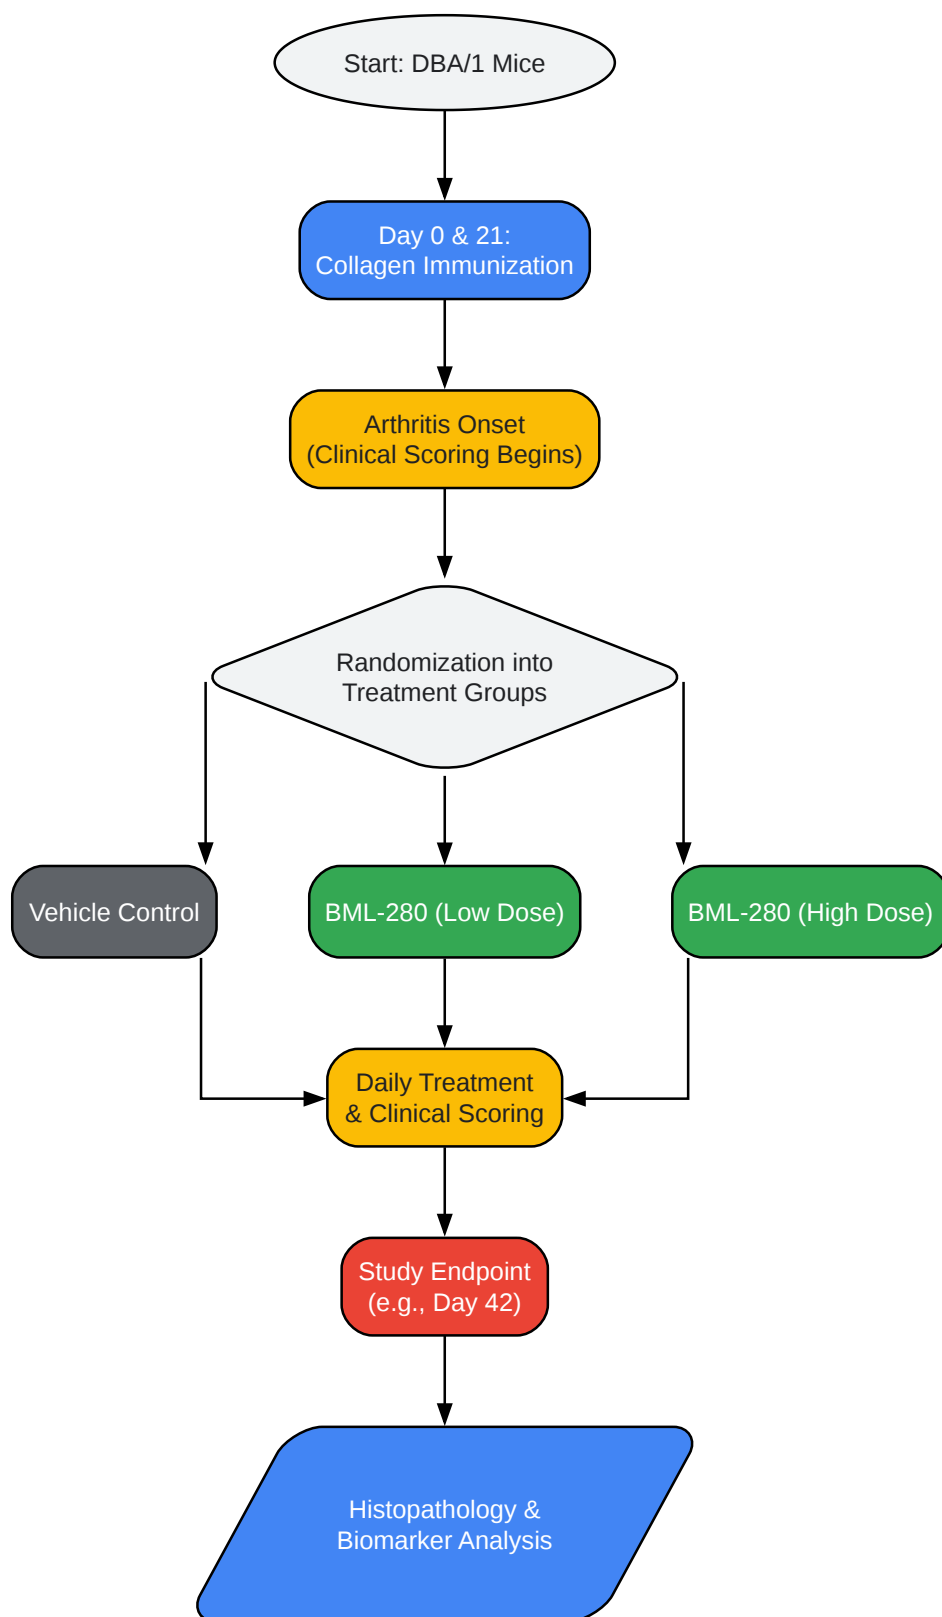 Start: DBA/1 Mice
Day 0 & 21:
Collagen Immunization
Arthritis Onset
(Clinical Scoring Begins)
Randomization into
Treatment Groups
Vehicle Control
BML-280 (Low Dose)
BML-280 (High Dose)
Daily Treatment
& Clinical Scoring
Study Endpoint
(e.g., Day 42)
Histopathology &
Biomarker Analysis